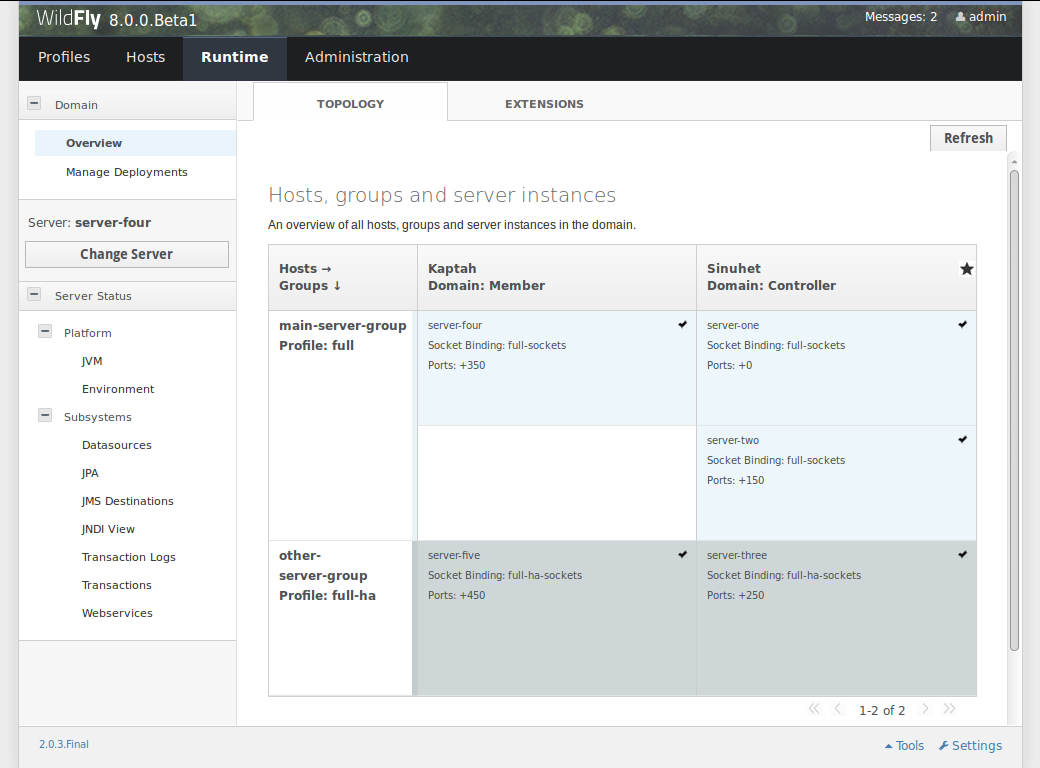 WildFly 8.0.0.Beta1
Messages: 2 admin
Profiles Hosts Runtime Administration
Domain
Overview
Manage Deployments
Server: server-four
Change Server
Server Status
Platform
JVM
Environment
Subsystems
Datasources
JPA
JMS Destinations
JNDI View
Transaction Logs
Transactions
Webservices
TOPOLOGY EXTENSIONS
Refresh
Hosts, groups and server instances
An overview of all hosts, groups and server instances in the domain.
Hosts →
Groups ↓
Kaptah
Domain: Member
Sinuhet
Domain: Controller
main-server-group
Profile: full
server-four
Socket Binding: full-sockets
Ports: +350
server-one
Socket Binding: full-sockets
Ports: +0
server-two
Socket Binding: full-sockets
Ports: +150
other-
server-group
Profile: full-ha
server-five
Socket Binding: full-ha-sockets
Ports: +450
server-three
Socket Binding: full-ha-sockets
Ports: +250
1-2 of 2
2.0.3.Final
Tools Settings